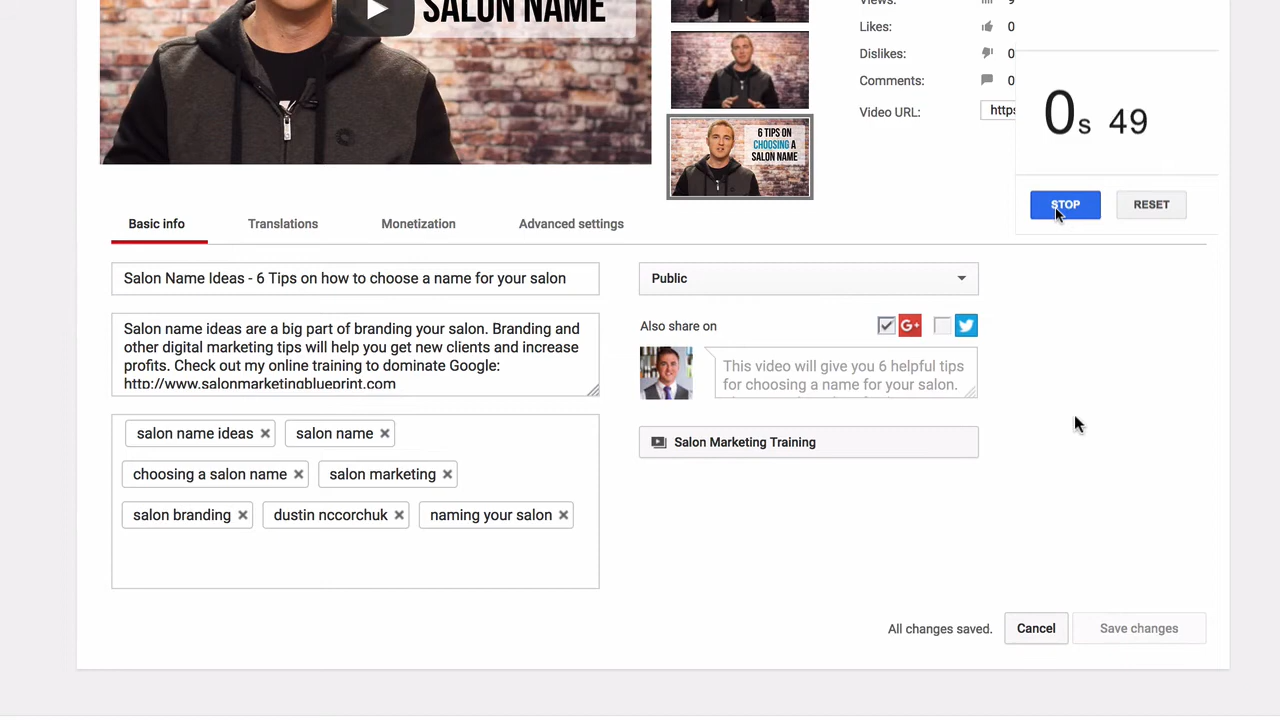 SALON NAME
Views: 9
Likes: 0
Dislikes: 0
Comments: 0
Video URL: https
6 TIPS ON
CHOOSING A
SALON NAME
0s 49
STOP RESET
Basic info Translations Monetization Advanced settings
Salon Name Ideas - 6 Tips on how to choose a name for your salon
Public
Salon name ideas are a big part of branding your salon. Branding and
other digital marketing tips will help you get new clients and increase
profits. Check out my online training to dominate Google:
http://www.salonmarketingblueprint.com
Also share on
This video will give you 6 helpful tips
for choosing a name for your salon.
Salon Marketing Training
salon name ideas salon name
choosing a salon name salon marketing
salon branding dustin nccorchuk naming your salon
All changes saved. Cancel Save changes